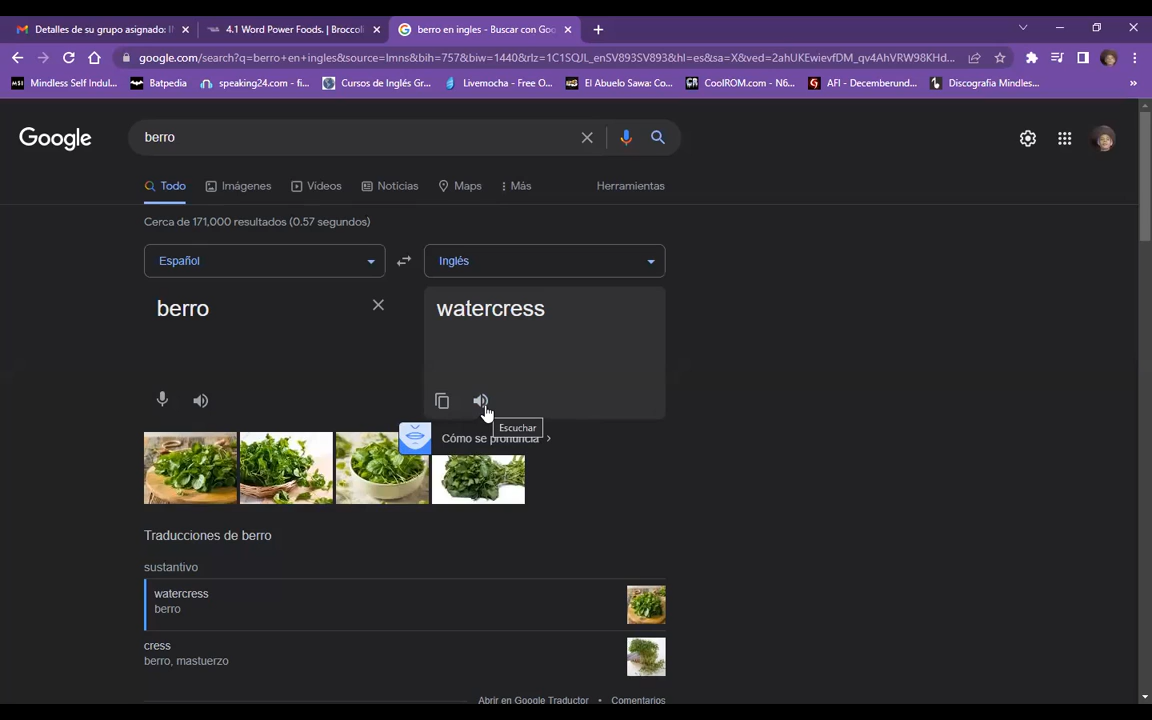 Detalles de su grupo asignado: I
4.1 Word Power Foods. | Broccoli
berro en ingles - Buscar con Goo
google.com/search?q=berro+en+ingles&source=lmns&bih=757&biw=1440&rlz=1C1SQJL_enSV893SV893&hl=es&sa=X&ved=2ahUKEwievfDM_qv4AhVRW98KHd...
Mindless Self Indul...
Batpedia
speaking24.com - fi...
Cursos de Inglés Gr...
Livemocha - Free O...
El Abuelo Sawa: Co...
CoolROM.com - N6...
AFI - Decemberund...
Discografia Mindles...
Google
berro
Todo
Imágenes
Videos
Noticias
Maps
Más
Herramientas
Cerca de 171,000 resultados (0.57 segundos)
Español
Inglés
berro
watercress
Escuchar
Cómo se pronuncia
Traducciones de berro
sustantivo
watercress
berro
cress
berro, mastuerzo
Abrir en Google Traductor • Comentarios